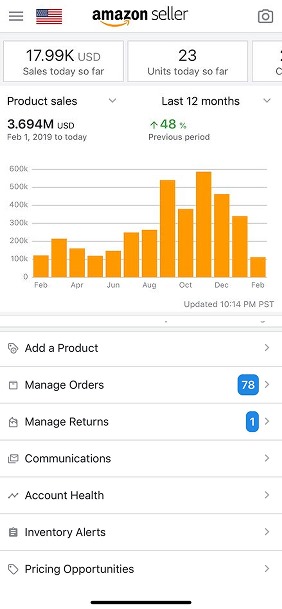 amazon seller
17.99K USD
Sales today so far
23
Units today so far
Product sales
Last 12 months
3.694M USD
Feb 1, 2019 to today
↑48 %
Previous period
600k
500k
400k
300k
200k
100k
0
Feb Apr Jun Aug Oct Dec Feb
Updated 10:14 PM PST
Add a Product
Manage Orders 78
Manage Returns 1
Communications
Account Health
Inventory Alerts
Pricing Opportunities